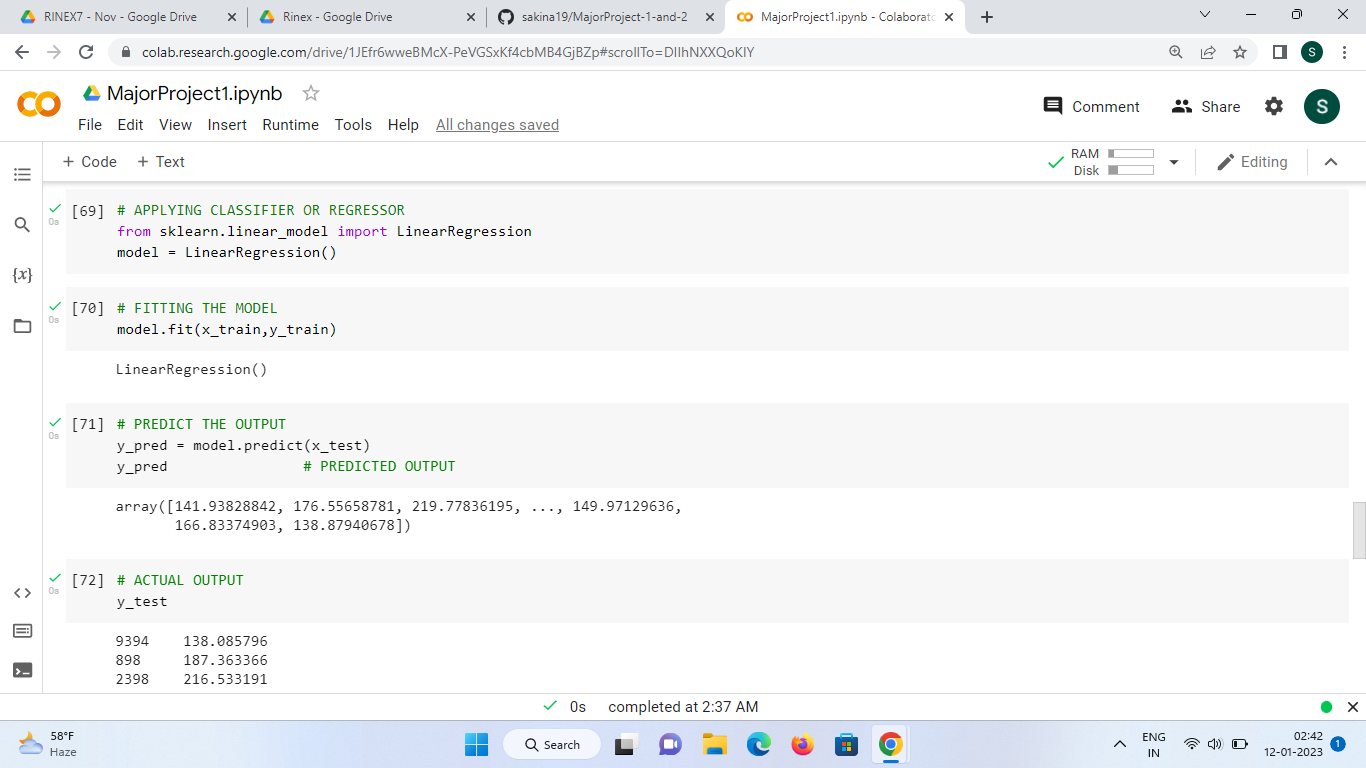 RINEX7 - Nov - Google Drive
Rinex - Google Drive
sakina19/MajorProject-1-and-2
MajorProject1.ipynb - Colaborato
colab.research.google.com/drive/1JEfr6wweBMcX-PeVGSxKf4cbMB4GjBZp#scrollTo=DIIhNXXQoKIY
S
MajorProject1.ipynb
Comment
Share
S
File Edit View Insert Runtime Tools Help All changes saved
+ Code + Text
RAM
Disk
Editing
[69] # APPLYING CLASSIFIER OR REGRESSOR
0s
from sklearn.linear_model import LinearRegression
model = LinearRegression()
{x}
[70] # FITTING THE MODEL
0s
model.fit(x_train,y_train)
LinearRegression()
[71] # PREDICT THE OUTPUT
0s
y_pred = model.predict(x_test)
y_pred # PREDICTED OUTPUT
array([141.93828842, 176.55658781, 219.77836195, ..., 149.97129636,
166.83374903, 138.87940678])
[72] # ACTUAL OUTPUT
0s
y_test
9394 138.085796
898 187.363366
2398 216.533191
0s completed at 2:37 AM
58°F
Haze
Search
ENG
IN
02:42
12-01-2023
1